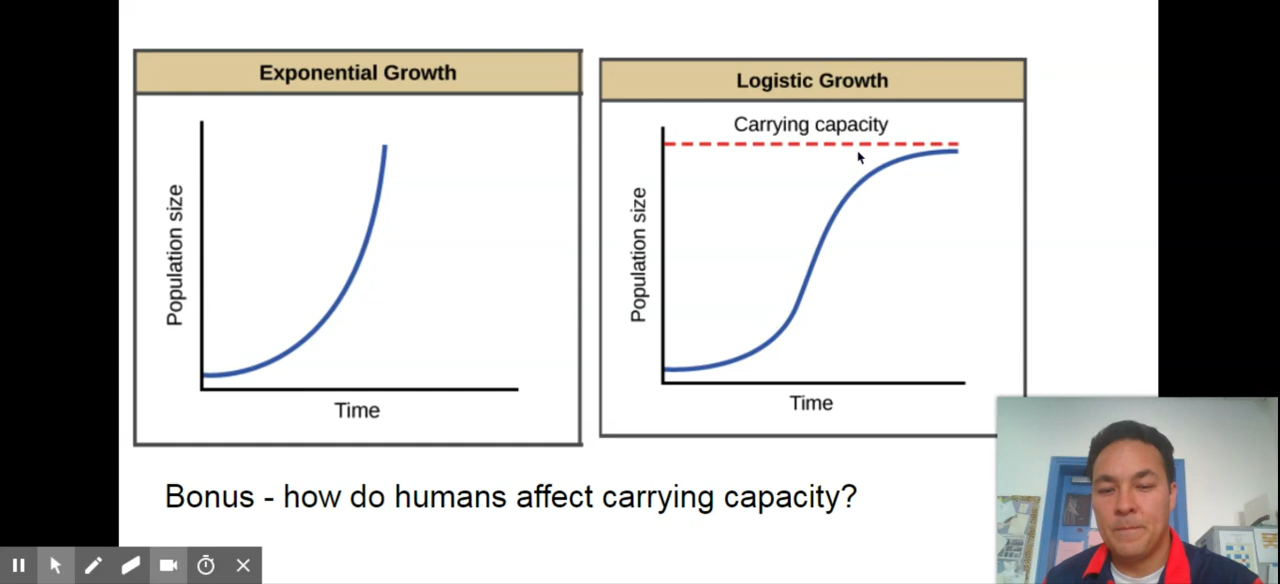 Exponential Growth
Population size
Time
Logistic Growth
Carrying capacity
Population size
Time
Bonus - how do humans affect carrying capacity?